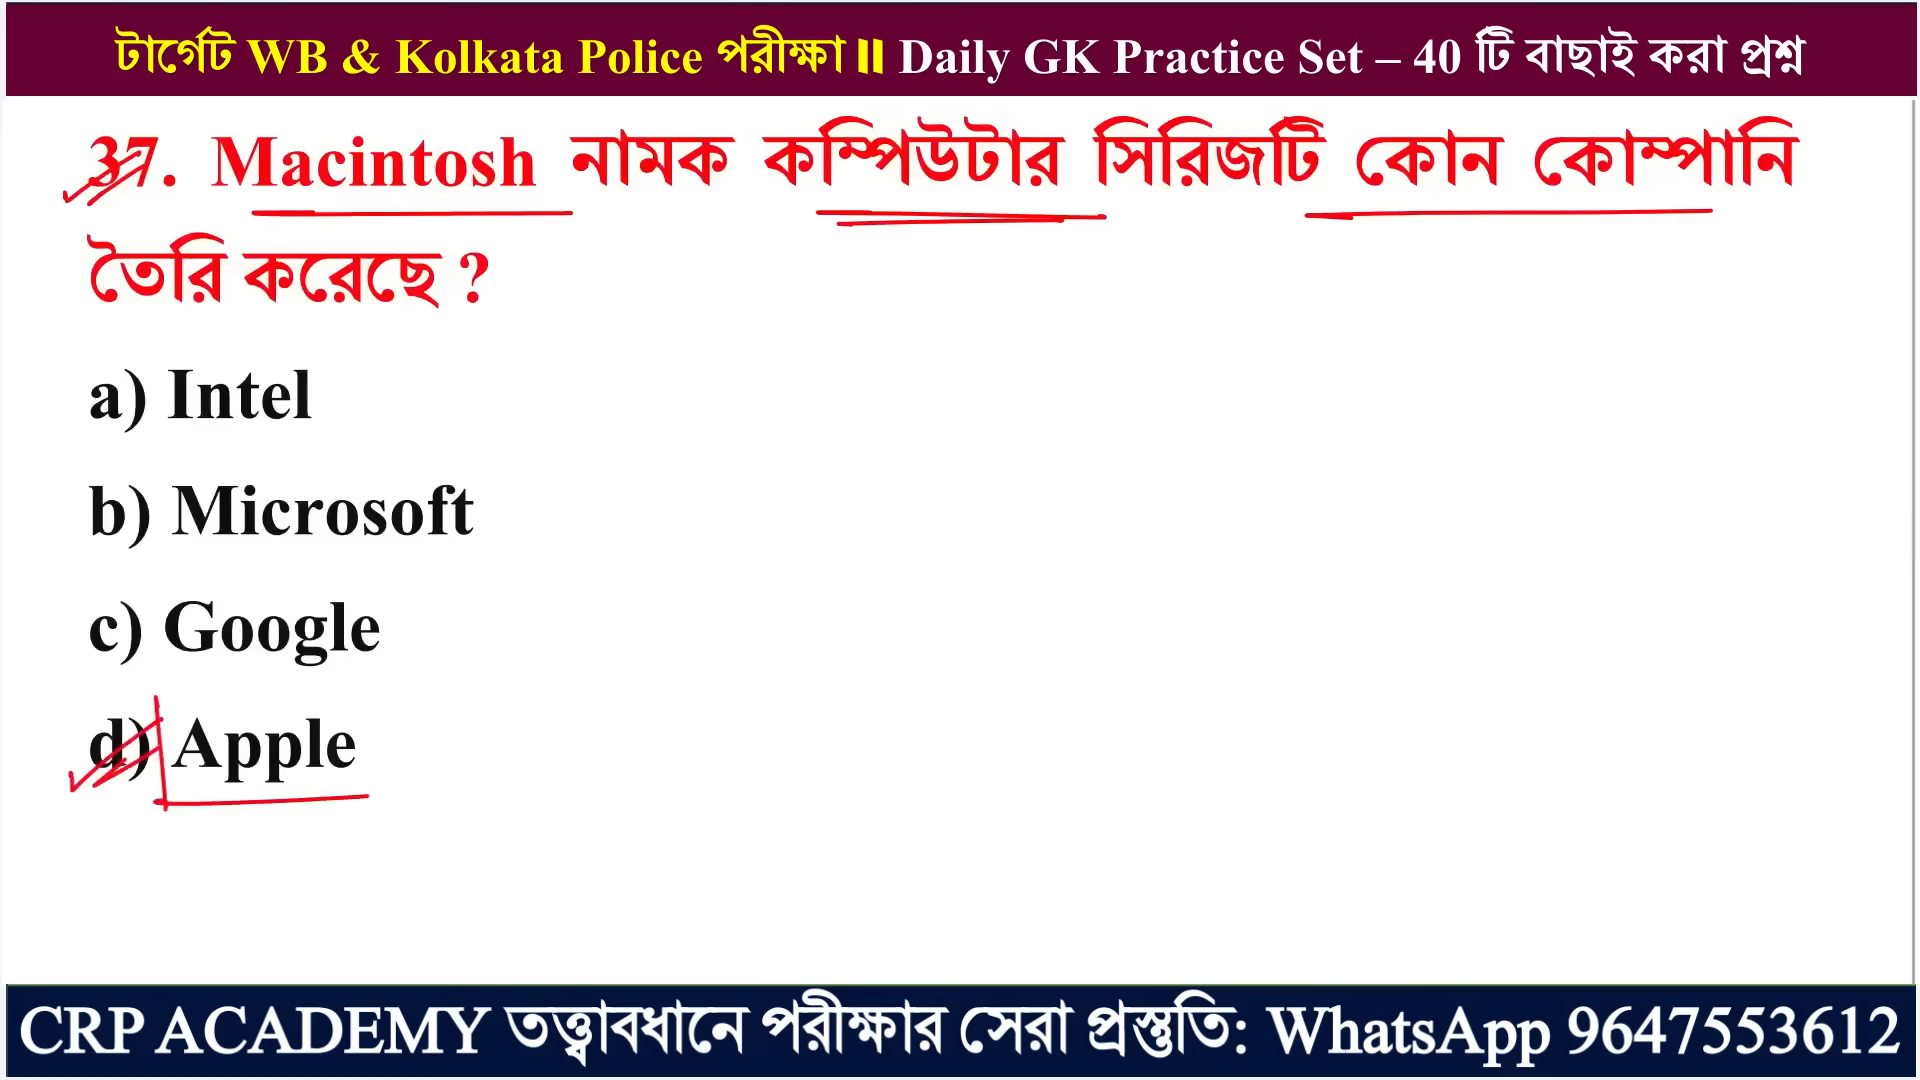 টার্গেট WB & Kolkata Police পরীক্ষা॥ Daily GK Practice Set – 40 টি বাছাই করা প্রশ্ন
37. Macintosh নামক কম্পিউটার সিরিজটি কোন কোম্পানি
তৈরি করেছে ?
a) Intel
b) Microsoft
c) Google
d) Apple
CRP ACADEMY তত্ত্বাবধানে পরীক্ষার সেরা প্রস্তুতি: WhatsApp 9647553612